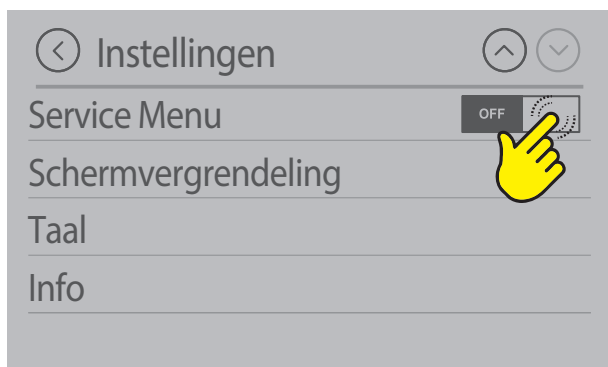 Instellingen
Service Menu OFF
Schermvergrendeling
Taal
Info